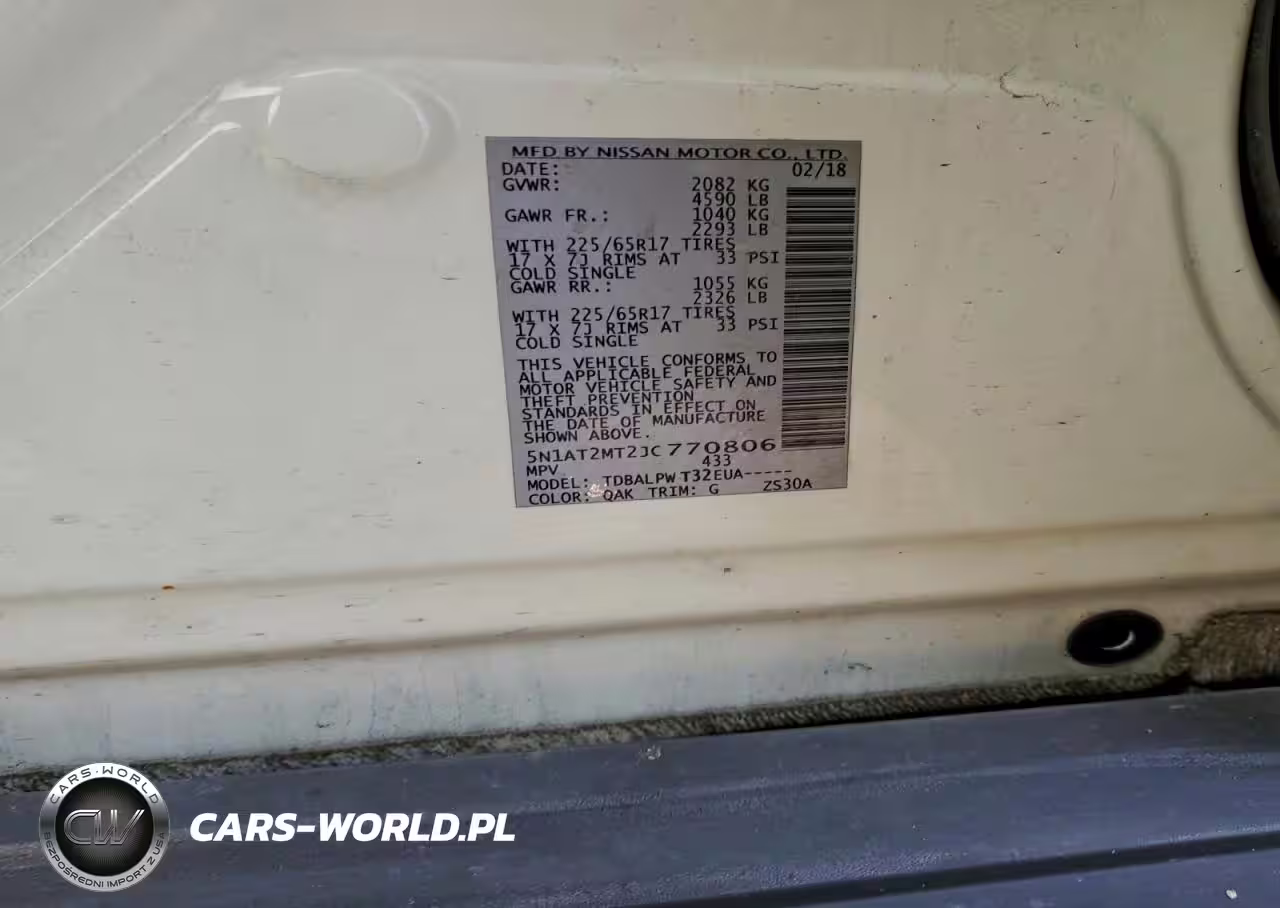 MFD BY NISSAN MOTOR CO., LTD.
DATE: 02/18
GVWR: 2082 KG
4590 LB
GAWR FR.: 1040 KG
2293 LB
WITH 225/65R17 TIRES
17 X 7J RIMS AT 33 PSI
COLD SINGLE
GAWR RR.: 1055 KG
2326 LB
WITH 225/65R17 TIRES
17 X 7J RIMS AT 33 PSI
COLD SINGLE
THIS VEHICLE CONFORMS TO
ALL APPLICABLE FEDERAL
MOTOR VEHICLE SAFETY AND
THEFT PREVENTION
STANDARDS IN EFFECT ON
THE DATE OF MANUFACTURE
SHOWN ABOVE.
5N1AT2MT2JC770806
MPV 433
MODEL: TDBALPW T32EUA-----
COLOR: QAK TRIM: G ZS30A
CARS-WORLD
CW
BEZPOŚREDNI IMPORT Z USA
CARS-WORLD.PL